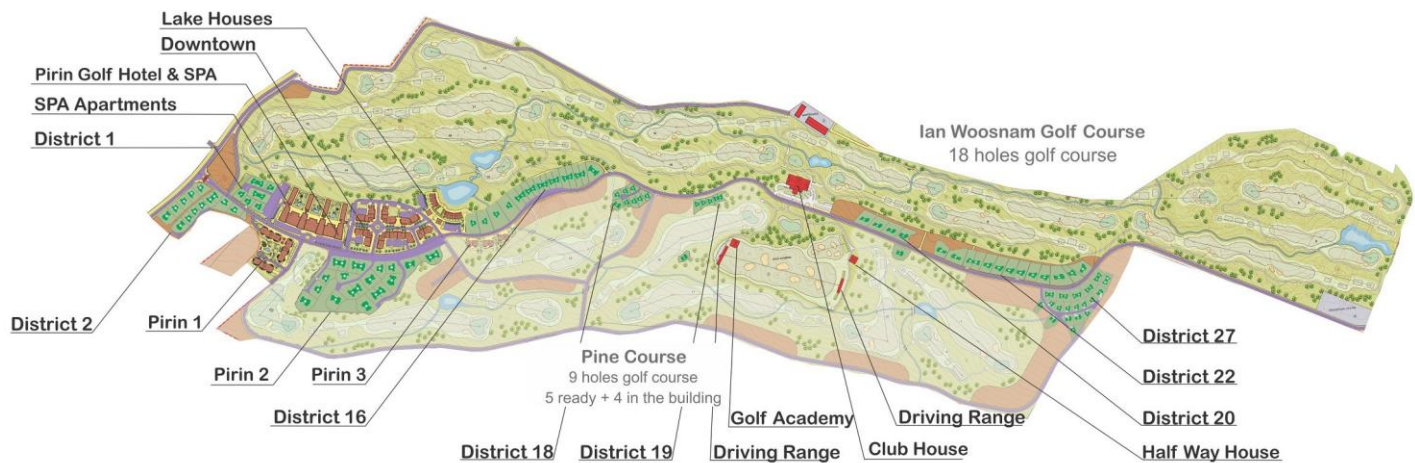 Lake Houses
Downtown
Pirin Golf Hotel & SPA
SPA Apartments
District 1
Ian Woosnam Golf Course
18 holes golf course
District 2
Pirin 1
Pirin 2
Pirin 3
District 16
Pine Course
9 holes golf course
5 ready + 4 in the building
District 18
District 19
Golf Academy
Driving Range
Driving Range
Club House
District 27
District 22
District 20
Half Way House